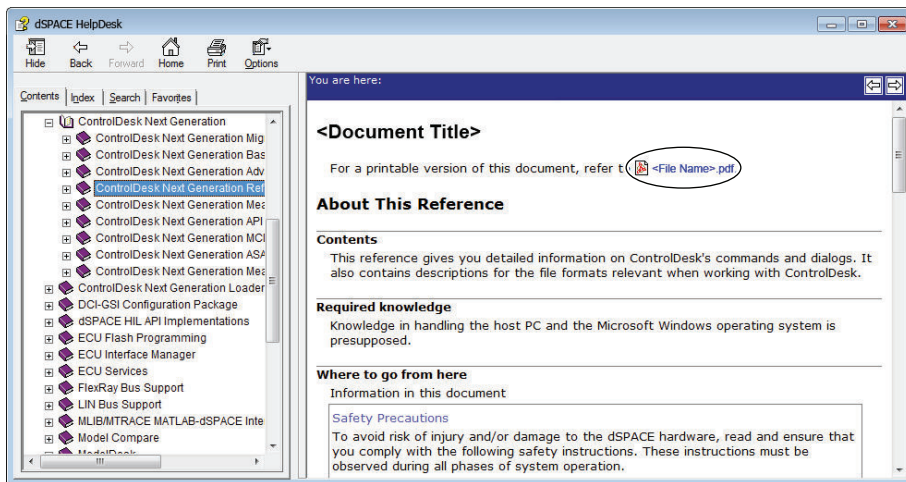 dSPACE HelpDesk
Hide Back Forward Home Print Options
Contents Index Search Favorites
ControlDesk Next Generation
ControlDesk Next Generation Mig
ControlDesk Next Generation Bas
ControlDesk Next Generation Adv
ControlDesk Next Generation Ref
ControlDesk Next Generation Mea
ControlDesk Next Generation API
ControlDesk Next Generation MCI
ControlDesk Next Generation ASA
ControlDesk Next Generation Mea
ControlDesk Next Generation Loader
DCI-GSI Configuration Package
dSPACE HIL API Implementations
ECU Flash Programming
ECU Interface Manager
ECU Services
FlexRay Bus Support
LIN Bus Support
MLIB/MTRACE MATLAB-dSPACE Inte
Model Compare
ModelDesk
You are here:
<Document Title>
For a printable version of this document, refer t <File Name>.pdf.
About This Reference
Contents
This reference gives you detailed information on ControlDesk's commands and dialogs. It
also contains descriptions for the file formats relevant when working with ControlDesk.
Required knowledge
Knowledge in handling the host PC and the Microsoft Windows operating system is
presupposed.
Where to go from here
Information in this document
Safety Precautions
To avoid risk of injury and/or damage to the dSPACE hardware, read and ensure that
you comply with the following safety instructions. These instructions must be
observed during all phases of system operation.